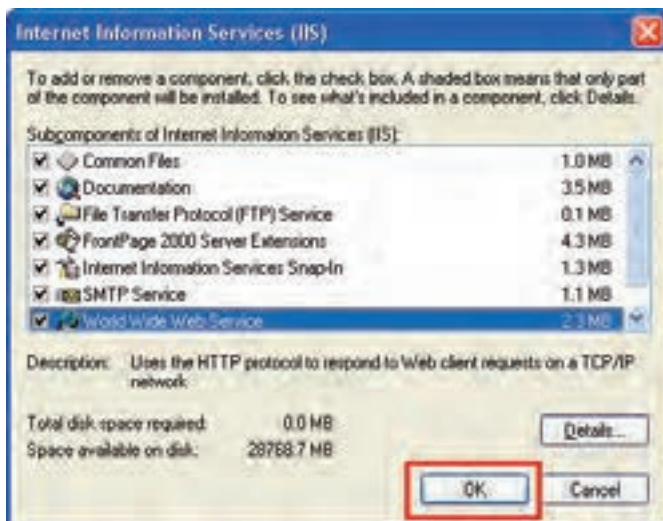 Internet Information Services (IIS)
To add or remove a component, click the check box. A shaded box means that only part
of the component will be installed. To see what's included in a component, click Details.
Subcomponents of Internet Information Services (IIS):
Common Files 1.0 MB
Documentation 3.5 MB
File Transfer Protocol (FTP) Service 0.1 MB
FrontPage 2000 Server Extensions 4.3 MB
Internet Information Services Snap-In 1.3 MB
SMTP Service 1.1 MB
World Wide Web Service 2.3 MB
Description: Uses the HTTP protocol to respond to Web client requests on a TCP/IP
network
Total disk space required: 0.0 MB
Details...
Space available on disk: 28768.7 MB
OK
Cancel